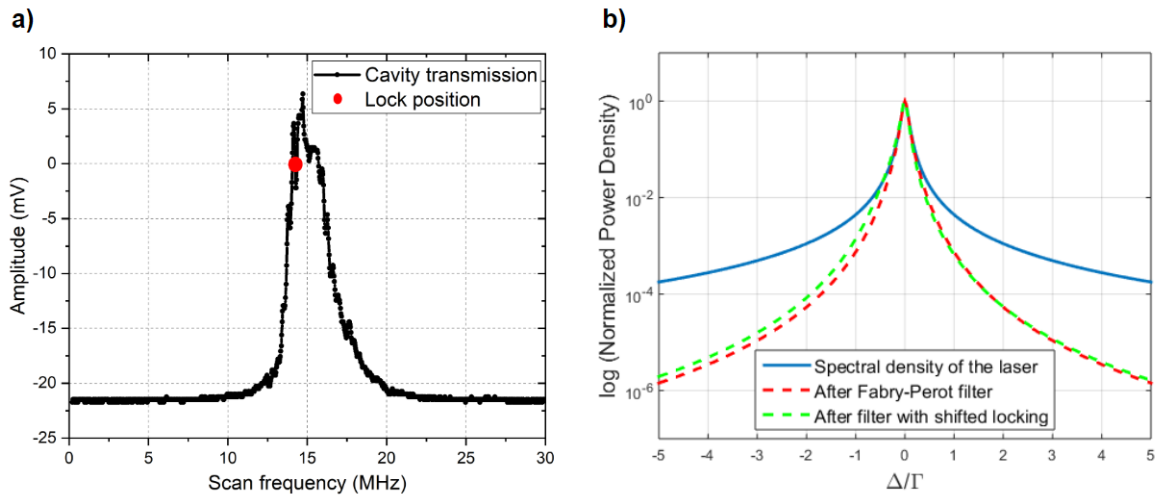 a)
Amplitude (mV)
10
5
0
-5
-10
-15
-20
-25
Cavity transmission
Lock position
0
5
10
15
20
25
30
Scan frequency (MHz)
b)
log (Normalized Power Density)
10^0
10^-2
10^-4
10^-6
Spectral density of the laser
After Fabry-Perot filter
After filter with shifted locking
-5
-4
-3
-2
-1
0
1
2
3
4
5
Δ/Γ